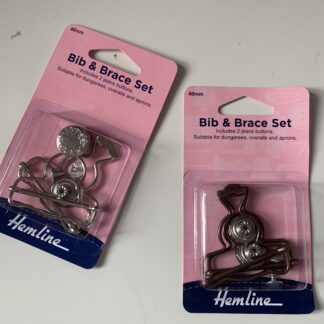 40mm
Bib & Brace Set
Includes 2 jeans buttons.
Suitable for dungarees, overalls and aprons.
Hemline
40mm
Bib & Brace Set
Includes 2 jeans buttons.
Suitable for dungarees, overalls and aprons.
Hemline